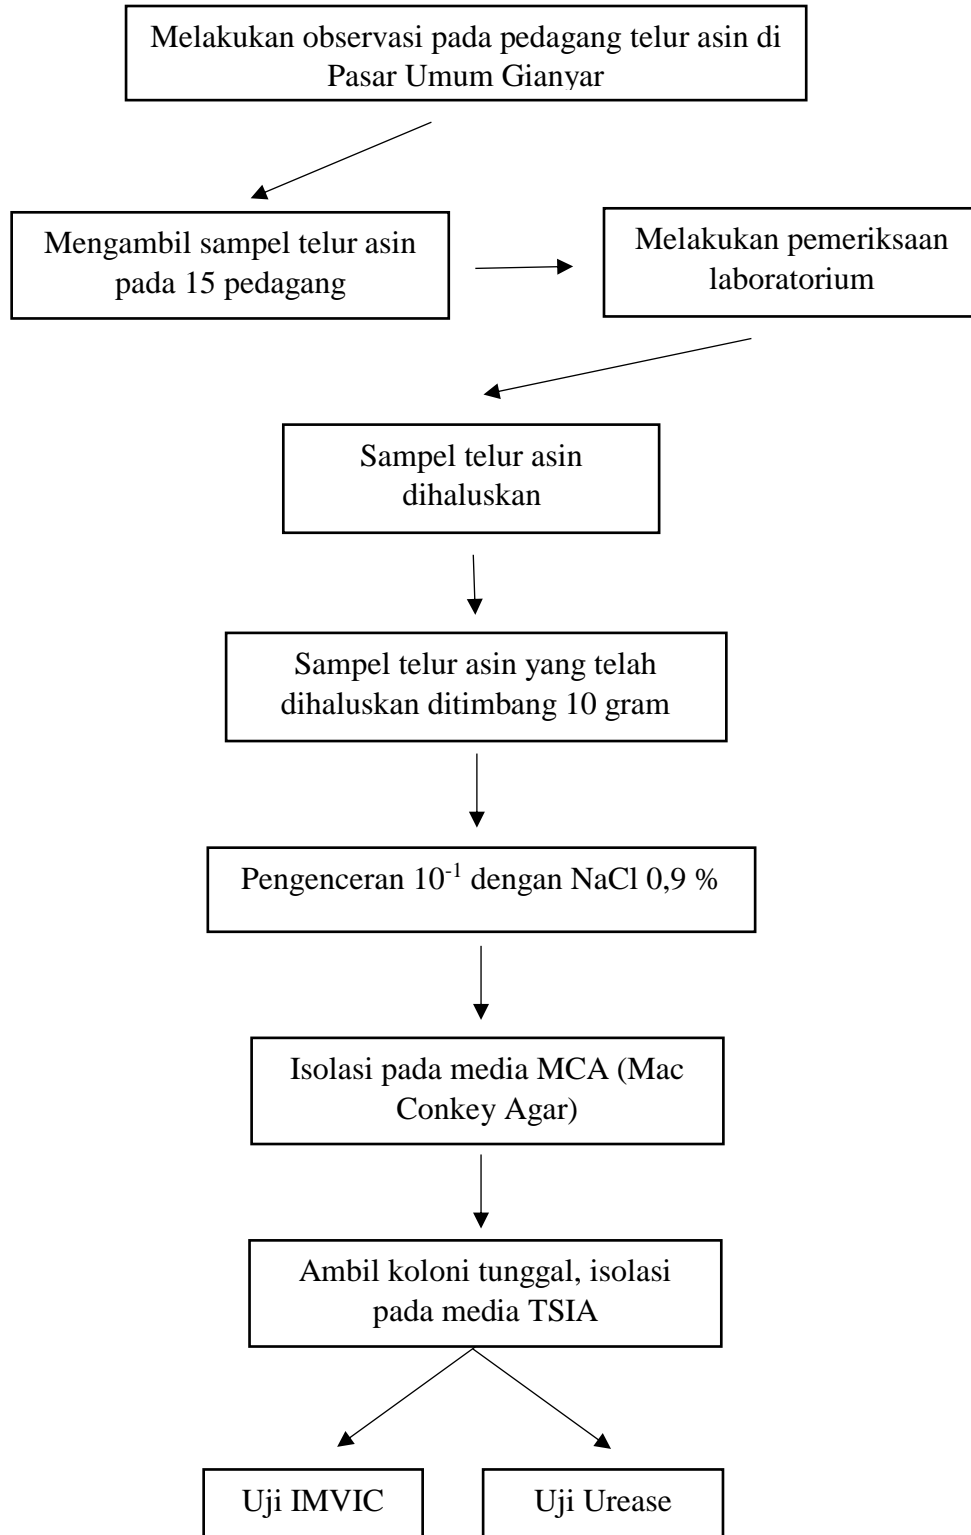 Melakukan observasi pada pedagang telur asin di
Pasar Umum Gianyar
Mengambil sampel telur asin
pada 15 pedagang
Melakukan pemeriksaan
laboratorium
Sampel telur asin
dihaluskan
Sampel telur asin yang telah
dihaluskan ditimbang 10 gram
Pengenceran 10⁻¹ dengan NaCl 0,9 %
Isolasi pada media MCA (Mac
Conkey Agar)
Ambil koloni tunggal, isolasi
pada media TSIA
Uji IMVIC
Uji Urease